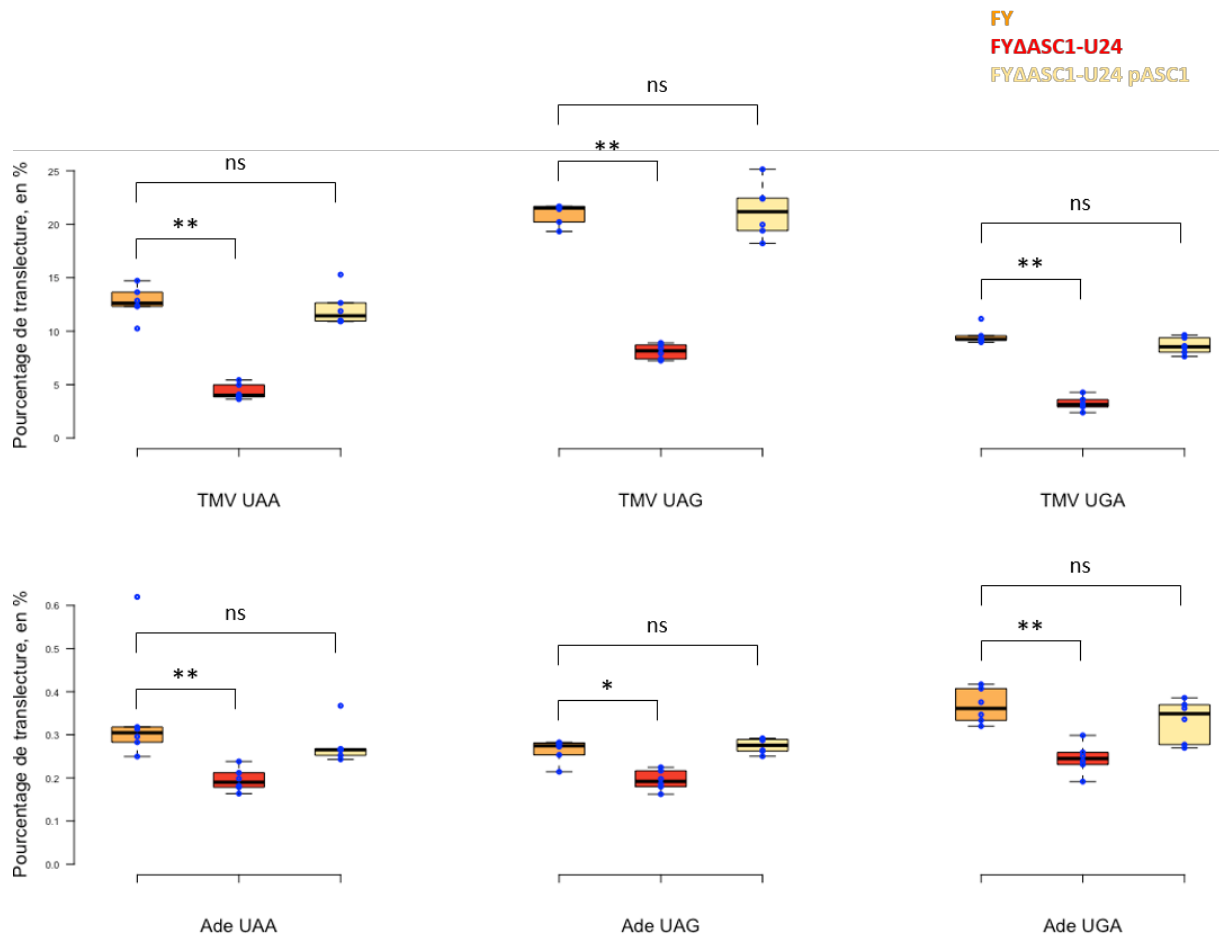 FY
FYΔASC1-U24
FYΔASC1-U24 pASC1
ns
ns
ns
**
**
**
Pourcentage de translecture, en %
25
20
15
10
5
0
TMV UAA
TMV UAG
TMV UGA
ns
ns
ns
**
*
**
Pourcentage de translecture, en %
0.6
0.5
0.4
0.3
0.2
0.1
0.0
Ade UAA
Ade UAG
Ade UGA